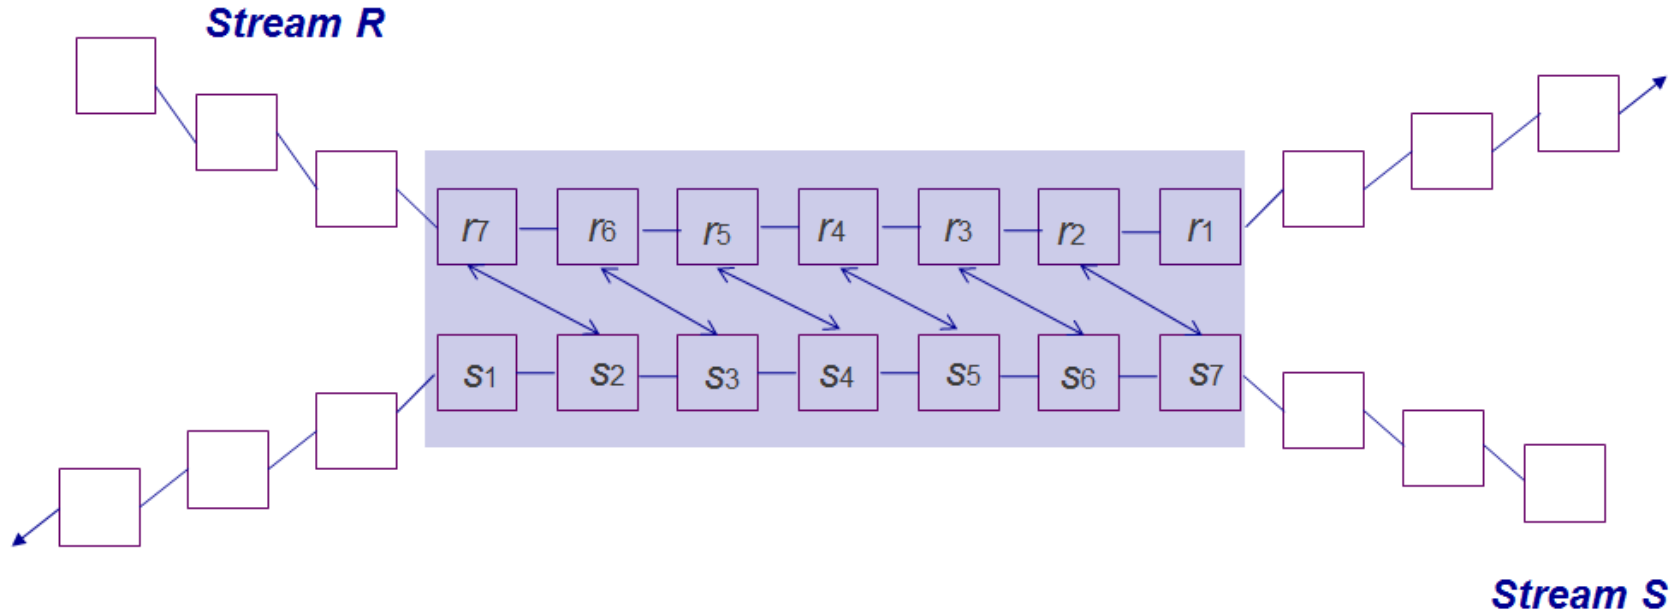 Stream R
r7 r6 r5 r4 r3 r2 r1
s1 s2 s3 s4 s5 s6 s7
Stream S